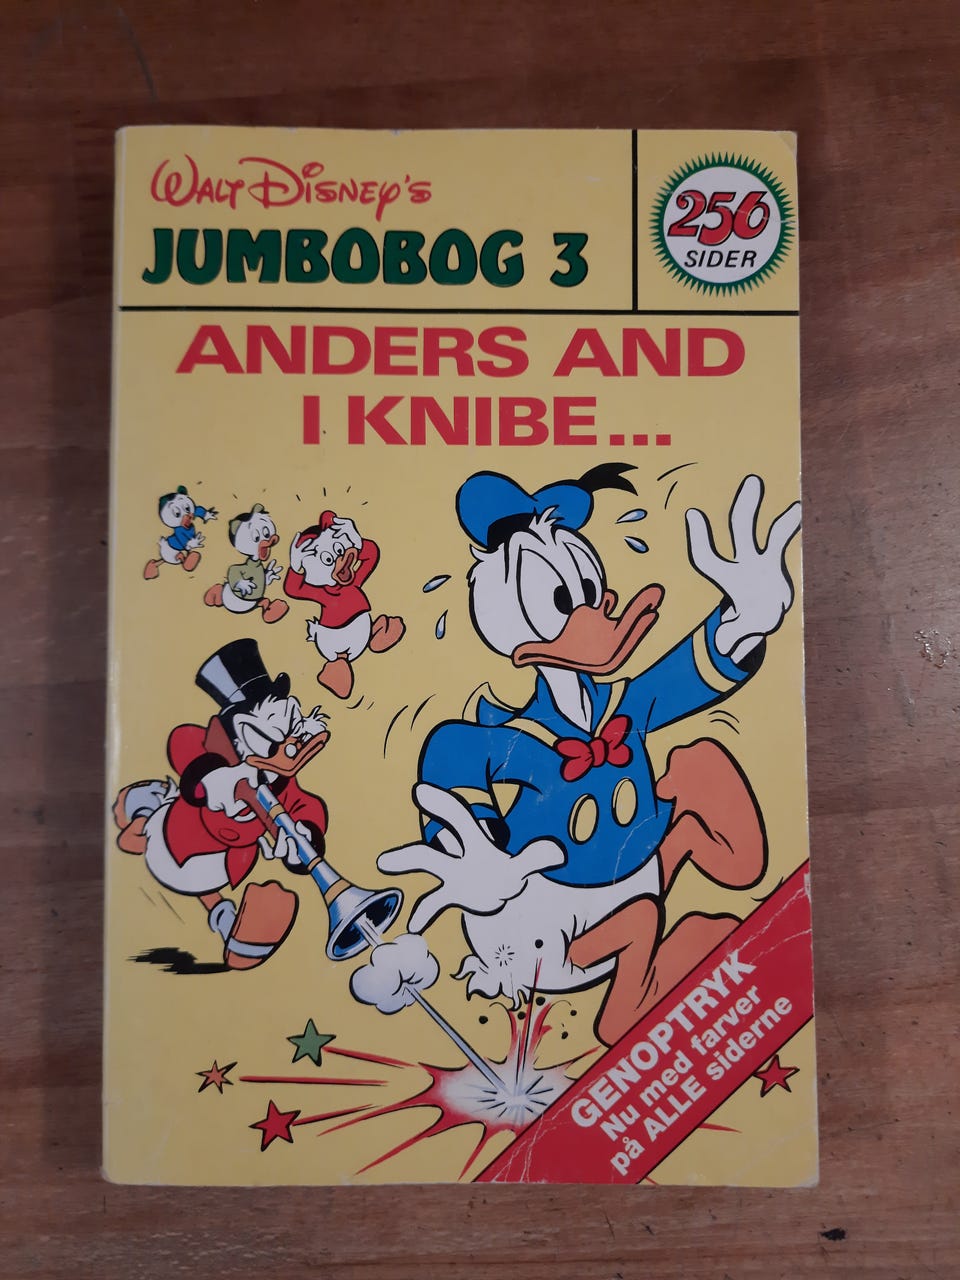 WALT DISNEY'S
JUMBOBOG 3
256
SIDER
ANDERS AND
I KNIBE...
GENOPTRYK
Nu med farver
på ALLE siderne